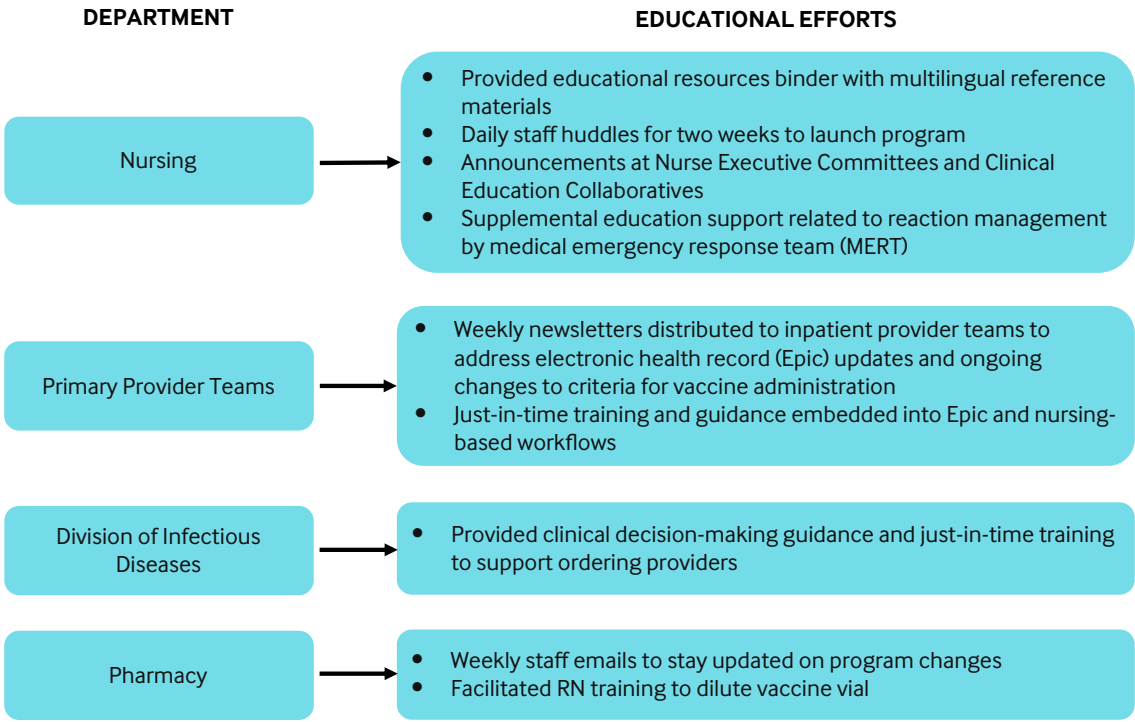 DEPARTMENT
EDUCATIONAL EFFORTS
Nursing
• Provided educational resources binder with multilingual reference
materials
• Daily staff huddles for two weeks to launch program
• Announcements at Nurse Executive Committees and Clinical
Education Collaboratives
• Supplemental education support related to reaction management
by medical emergency response team (MERT)
Primary Provider Teams
• Weekly newsletters distributed to inpatient provider teams to
address electronic health record (Epic) updates and ongoing
changes to criteria for vaccine administration
• Just-in-time training and guidance embedded into Epic and nursing-
based workflows
Division of Infectious
Diseases
• Provided clinical decision-making guidance and just-in-time training
to support ordering providers
Pharmacy
• Weekly staff emails to stay updated on program changes
• Facilitated RN training to dilute vaccine vial